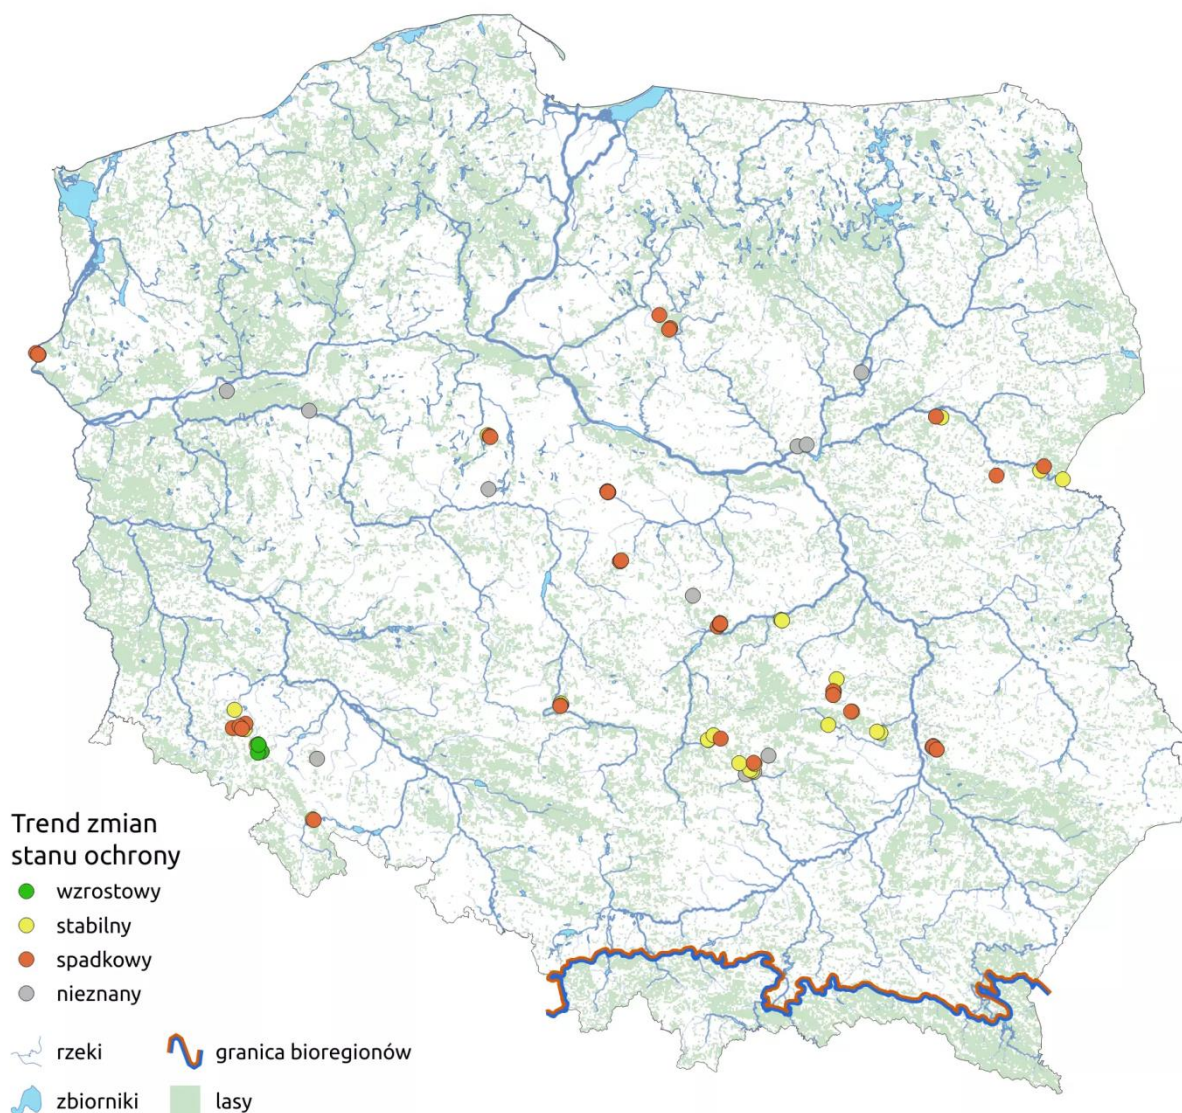 Trend zmian
stanu ochrony
wzrostowy
stabilny
spadkowy
nieznany
rzeki
granica bioregionów
zbiorniki
lasy